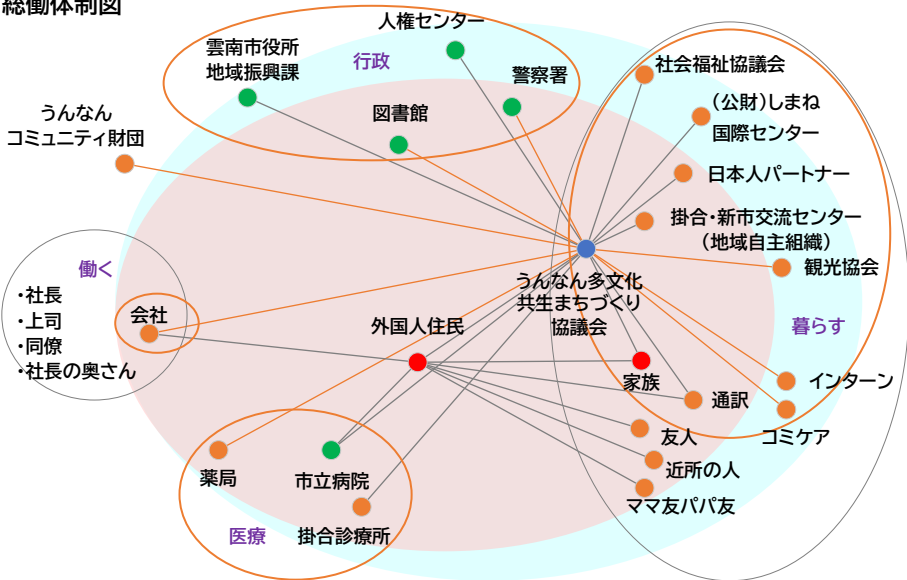 総働体制図
人権センター
雲南市役所
地域振興課
行政
警察署
図書館
うんなん
コミュニティ財団
社会福祉協議会
(公財)しまね
国際センター
日本人パートナー
掛合・新市交流センター
(地域自主組織)
観光協会
働く
・社長
・上司
・同僚
・社長の奥さん
会社
うんなん多文化
共生まちづくり
協議会
外国人住民
暮らす
家族
インターン
通訳
コミケア
友人
近所の人
ママ友パパ友
薬局
市立病院
医療
掛合診療所